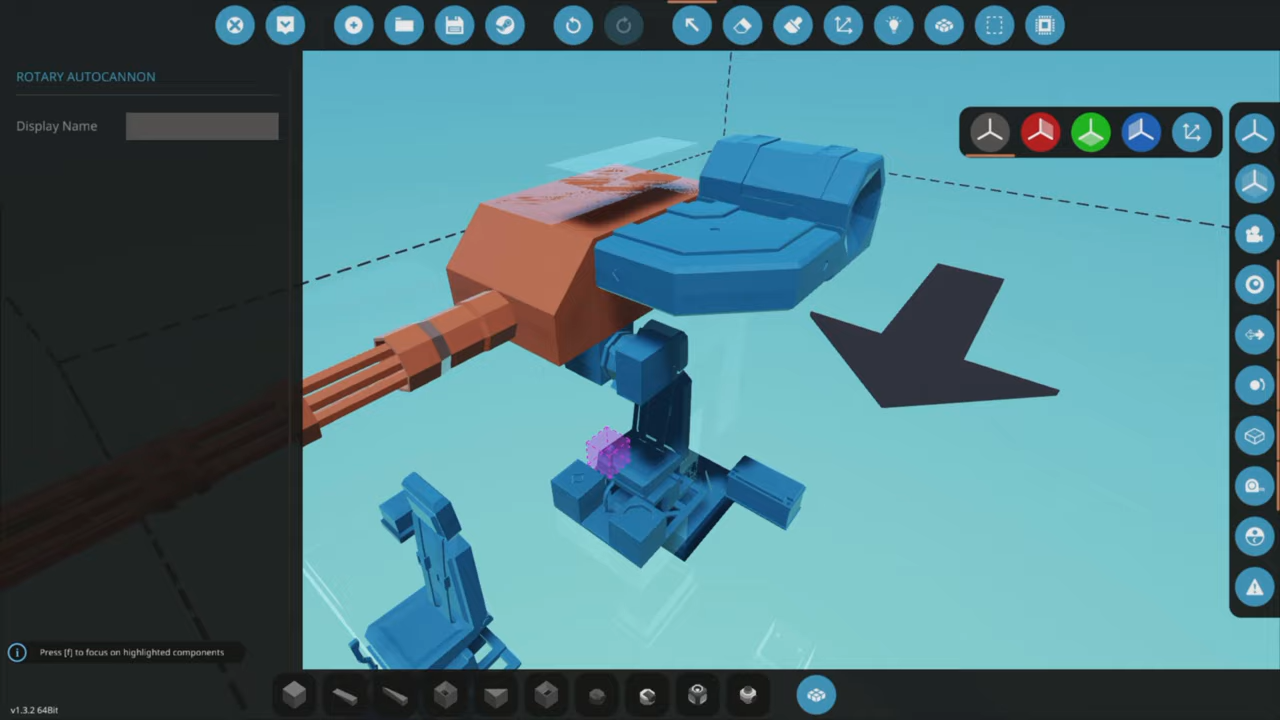 ROTARY AUTOCANNON
Display Name
Press [f] to focus on highlighted components
v1.3.2 64Bit